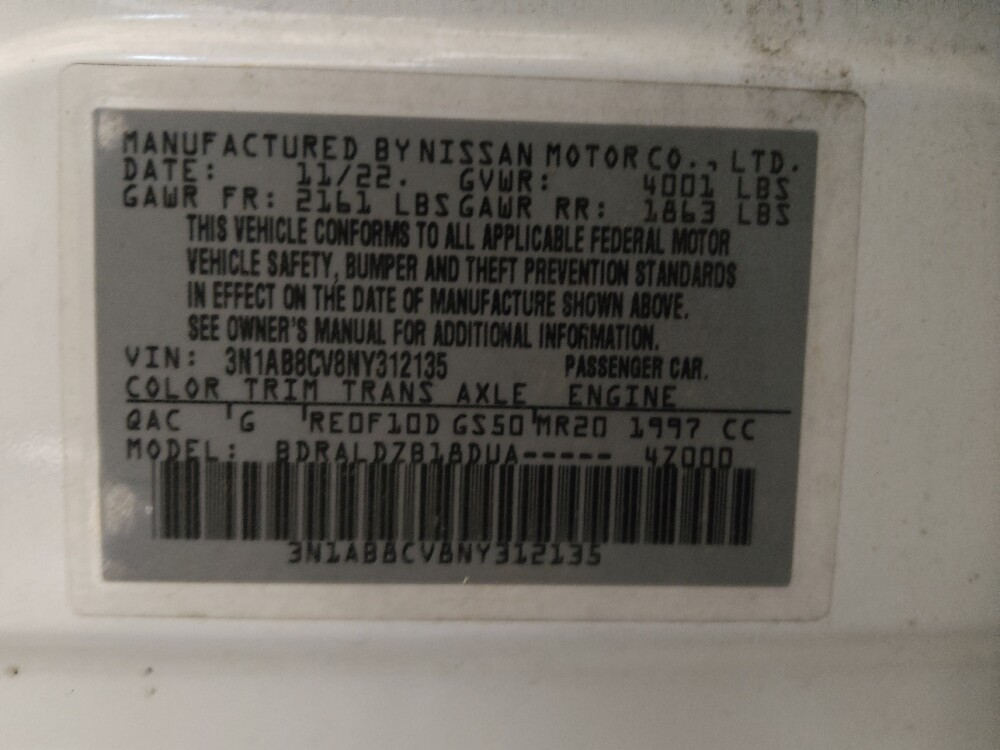 MANUFACTURED BY NISSAN MOTOR CO., LTD.
DATE: 11/22. GVWR: 4001 LBS
GAWR FR: 2161 LBS GAWR RR: 1863 LBS
THIS VEHICLE CONFORMS TO ALL APPLICABLE FEDERAL MOTOR
VEHICLE SAFETY, BUMPER AND THEFT PREVENTION STANDARDS
IN EFFECT ON THE DATE OF MANUFACTURE SHOWN ABOVE.
SEE OWNER'S MANUAL FOR ADDITIONAL INFORMATION.
VIN: 3N1AB8CV8NY312135 PASSENGER CAR.
COLOR TRIM TRANS AXLE ENGINE
QAC G RE0F10D GS50 MR20 1997 CC
MODEL: BDRALDZB18DUA----- 4Z000
3N1AB8CV8NY312135